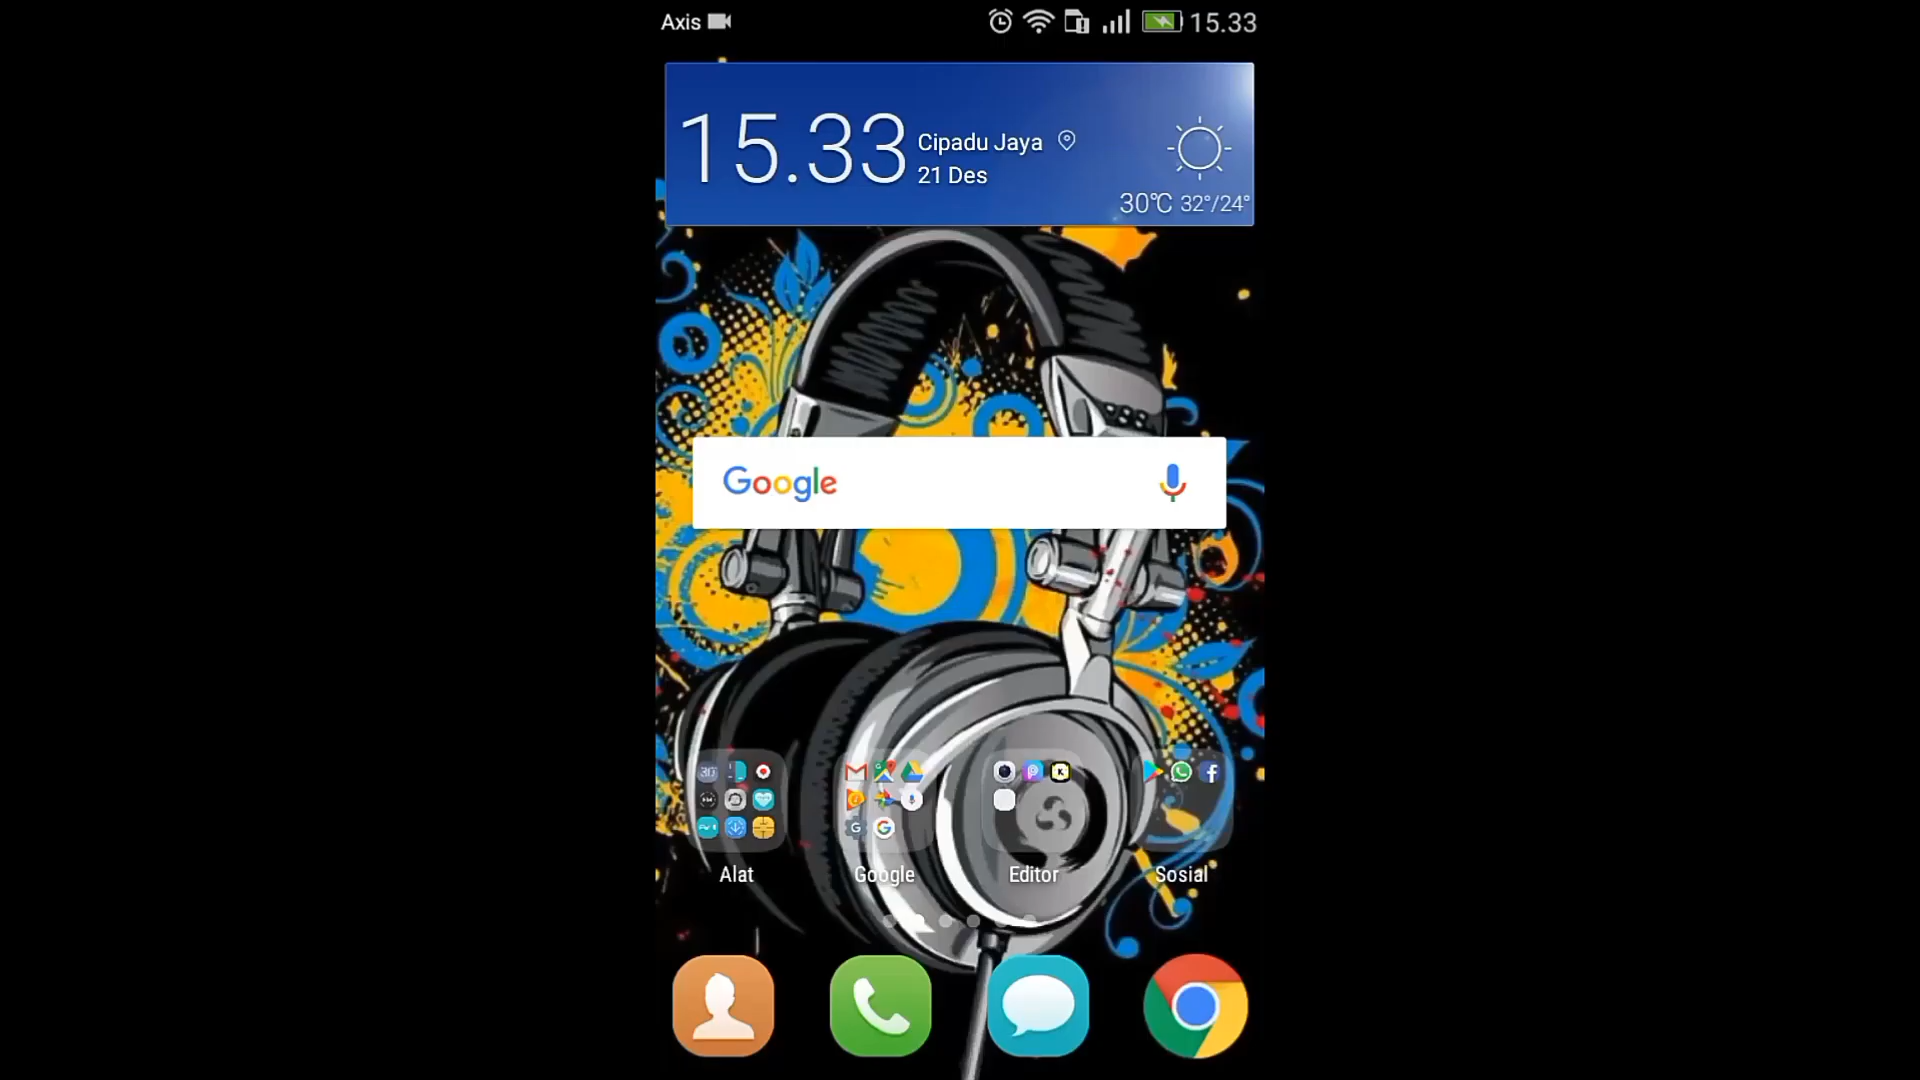 Axis 15.33
15.33
Cipadu Jaya
21 Des
30℃ 32°/24°
Google
Alat Google Editor Sosial